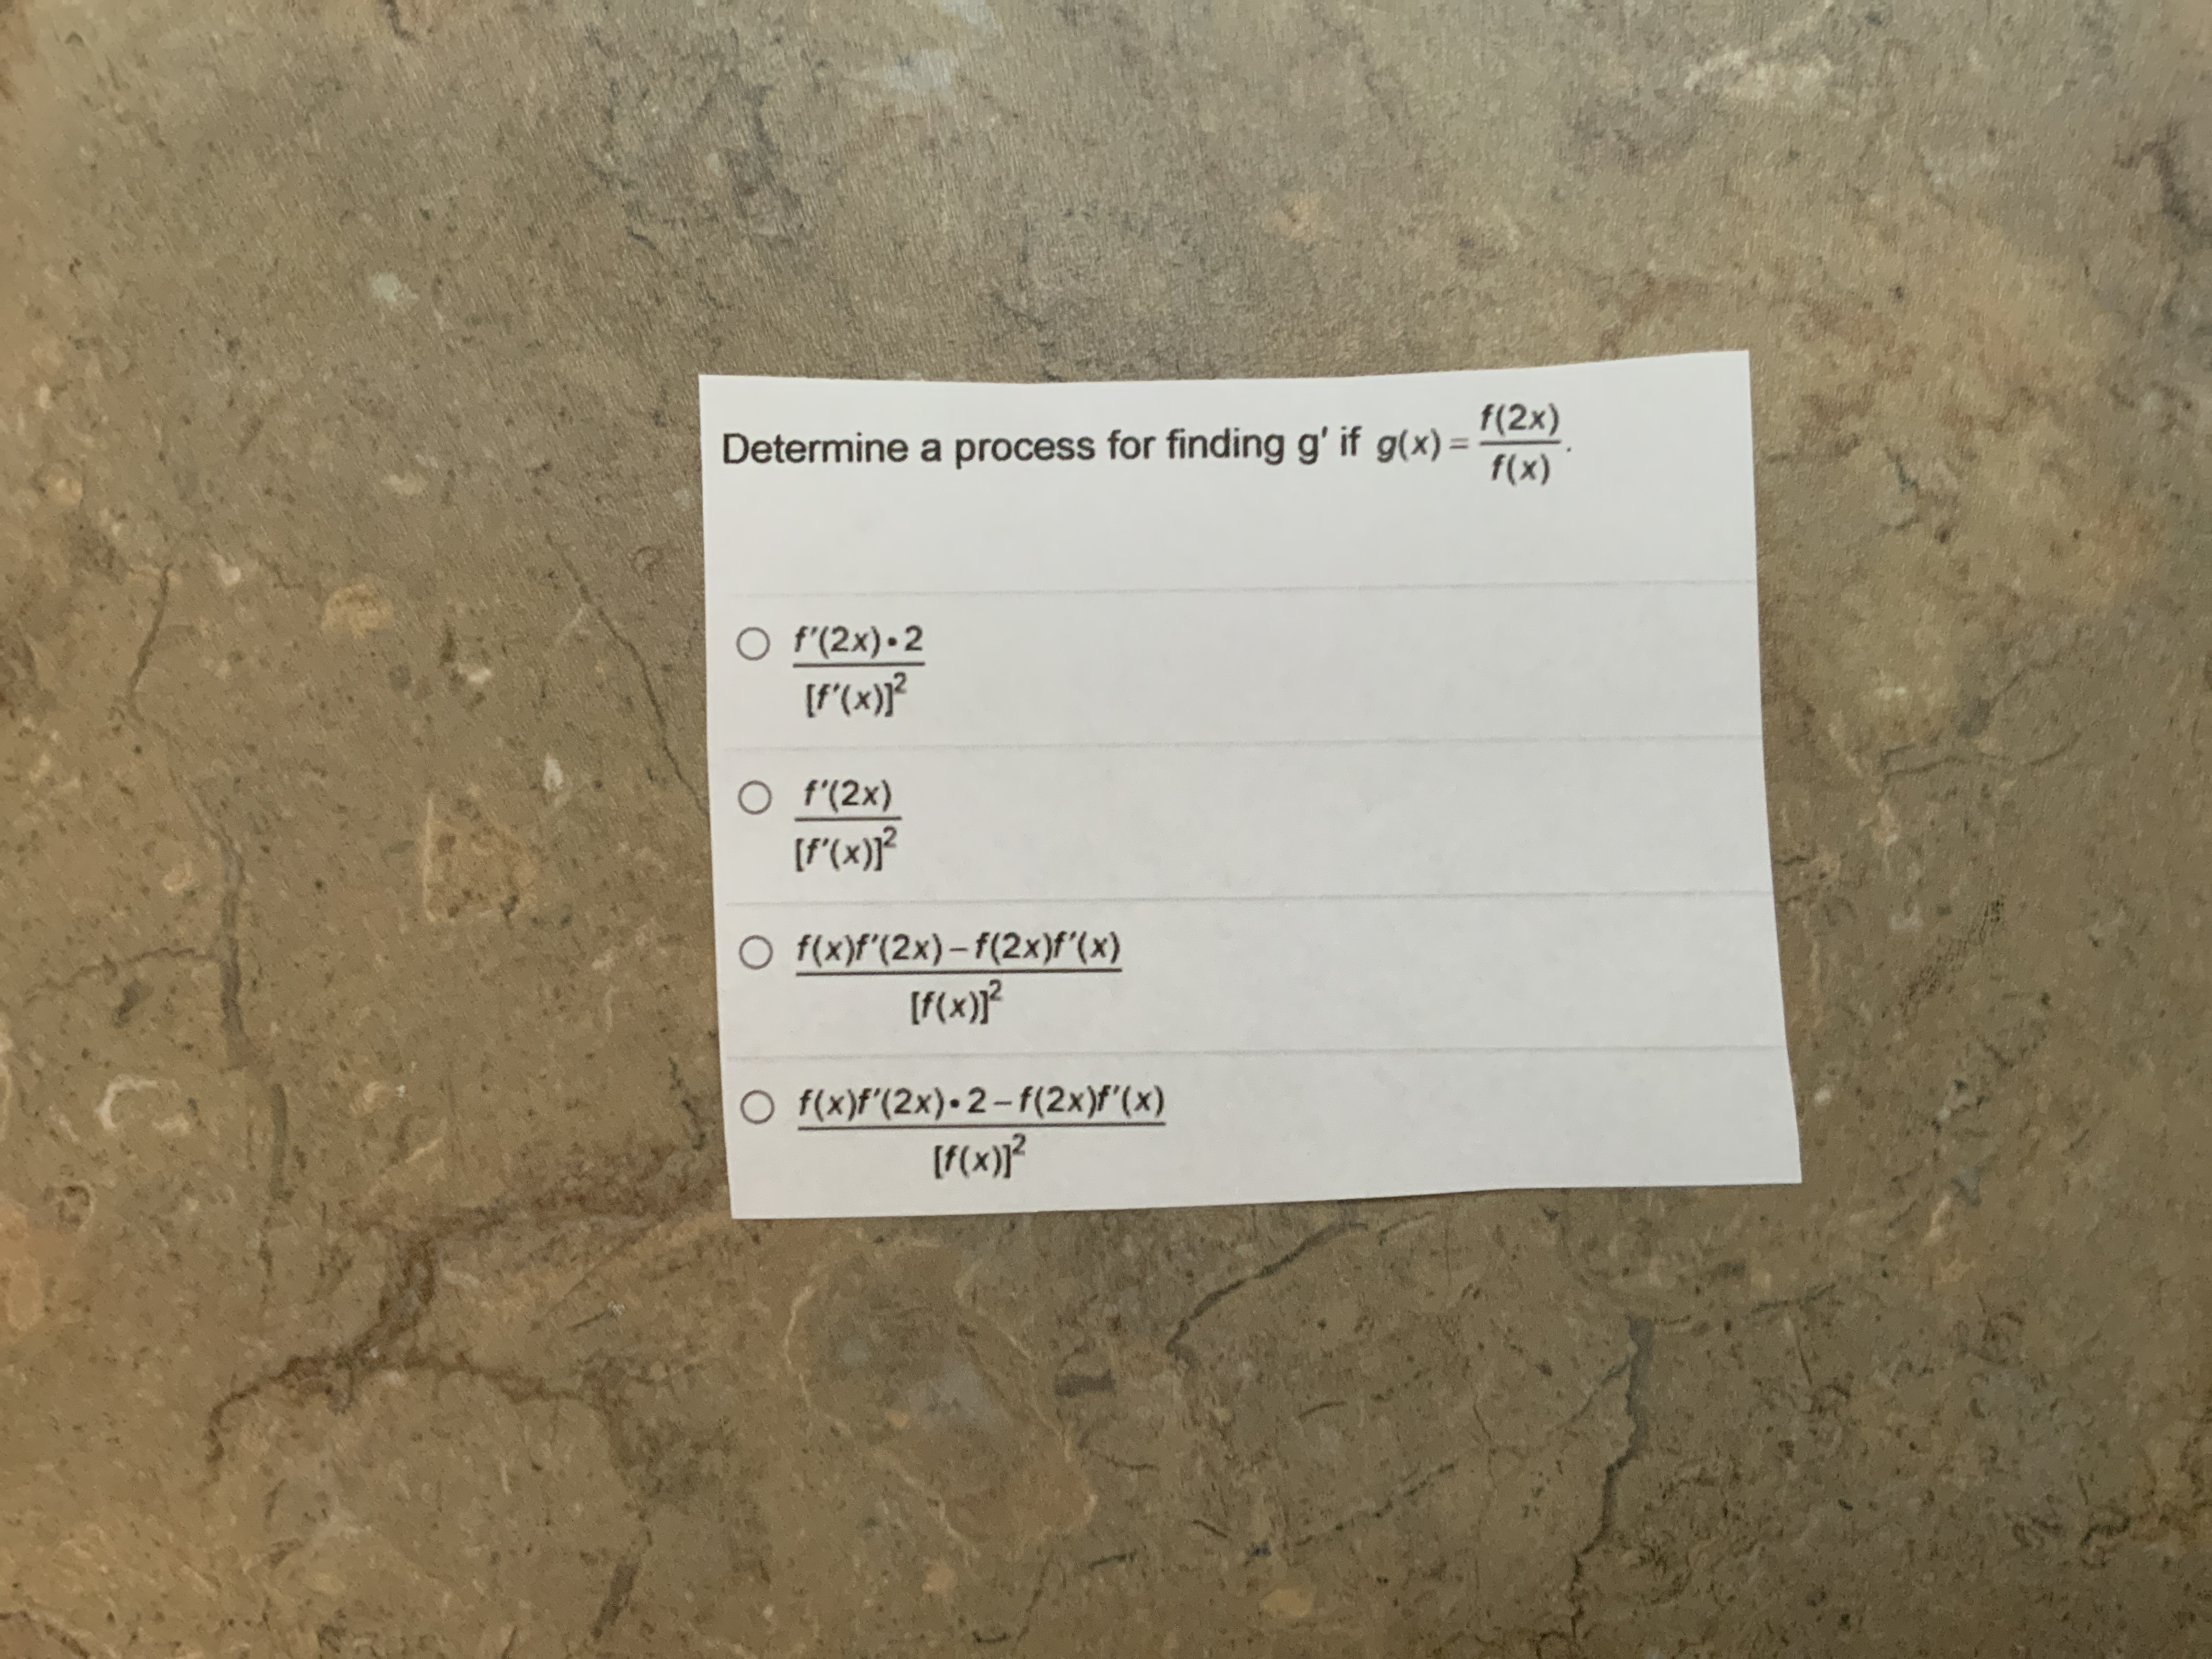 Determine a process for finding g' if g(x) = f(2x)/f(x).
f'(2x)•2
[f'(x)]²
f'(2x)
[f'(x)]²
f(x)f'(2x) – f(2x)f'(x)
[f(x)]²
f(x)f'(2x)•2 – f(2x)f'(x)
[f(x)]²